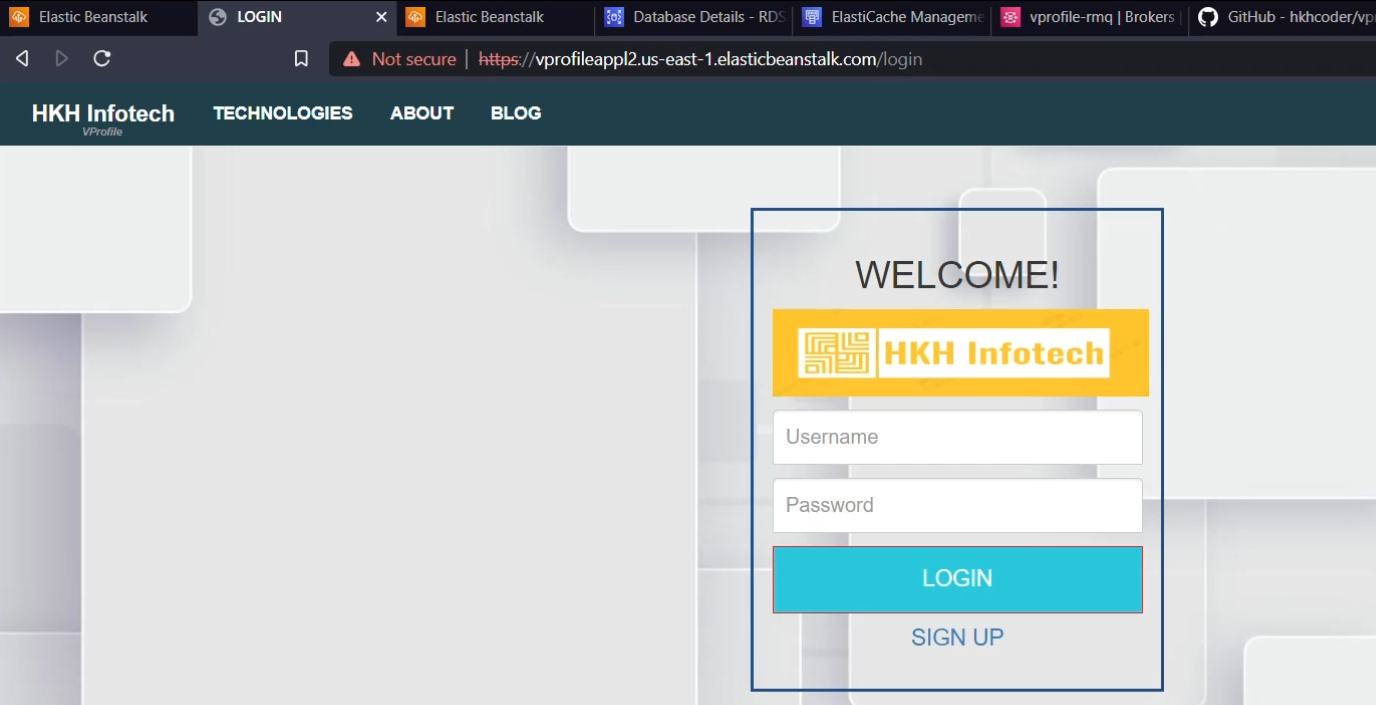 Elastic Beanstalk
LOGIN
Elastic Beanstalk
Database Details - RDS
ElastiCache Manageme
vprofile-rmq | Brokers
GitHub - hkhcoder/vp
Not secure | https://vprofileappl2.us-east-1.elasticbeanstalk.com/login
HKH Infotech
VProfile
TECHNOLOGIES
ABOUT
BLOG
WELCOME!
HKH Infotech
Username
Password
LOGIN
SIGN UP